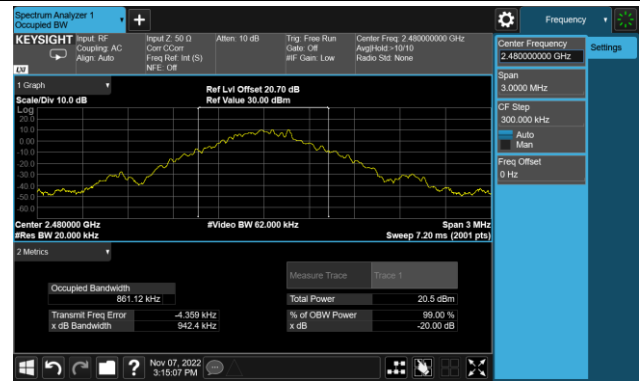 Spectrum Analyzer 1
Occupied BW
+
Frequency
KEYSIGHT
Input: RF
Coupling: AC
Align: Auto
Input Z: 50 Ω
Corr CCorr
Freq Ref: Int (S)
NFE: Off
Atten: 10 dB
Trig: Free Run
Gate: Off
#IF Gain: Low
Center Freq: 2.480000000 GHz
Avg|Hold:>10/10
Radio Std: None
LXI
Center Frequency
2.480000000 GHz
Settings
Span
3.0000 MHz
CF Step
300.000 kHz
Auto
Man
Freq Offset
0 Hz
1 Graph
Scale/Div 10.0 dB
Ref Lvl Offset 20.70 dB
Ref Value 30.00 dBm
Log
20.0
10.0
0.00
-10.0
-20.0
-30.0
-40.0
-50.0
-60.0
Center 2.480000 GHz
#Res BW 20.000 kHz
#Video BW 62.000 kHz
Span 3 MHz
Sweep 7.20 ms (2001 pts)
2 Metrics
Measure Trace
Trace 1
Occupied Bandwidth
861.12 kHz
Total Power
20.5 dBm
Transmit Freq Error
-4.359 kHz
% of OBW Power
99.00 %
x dB Bandwidth
942.4 kHz
x dB
-20.00 dB
?
Nov 07, 2022
3:15:07 PM